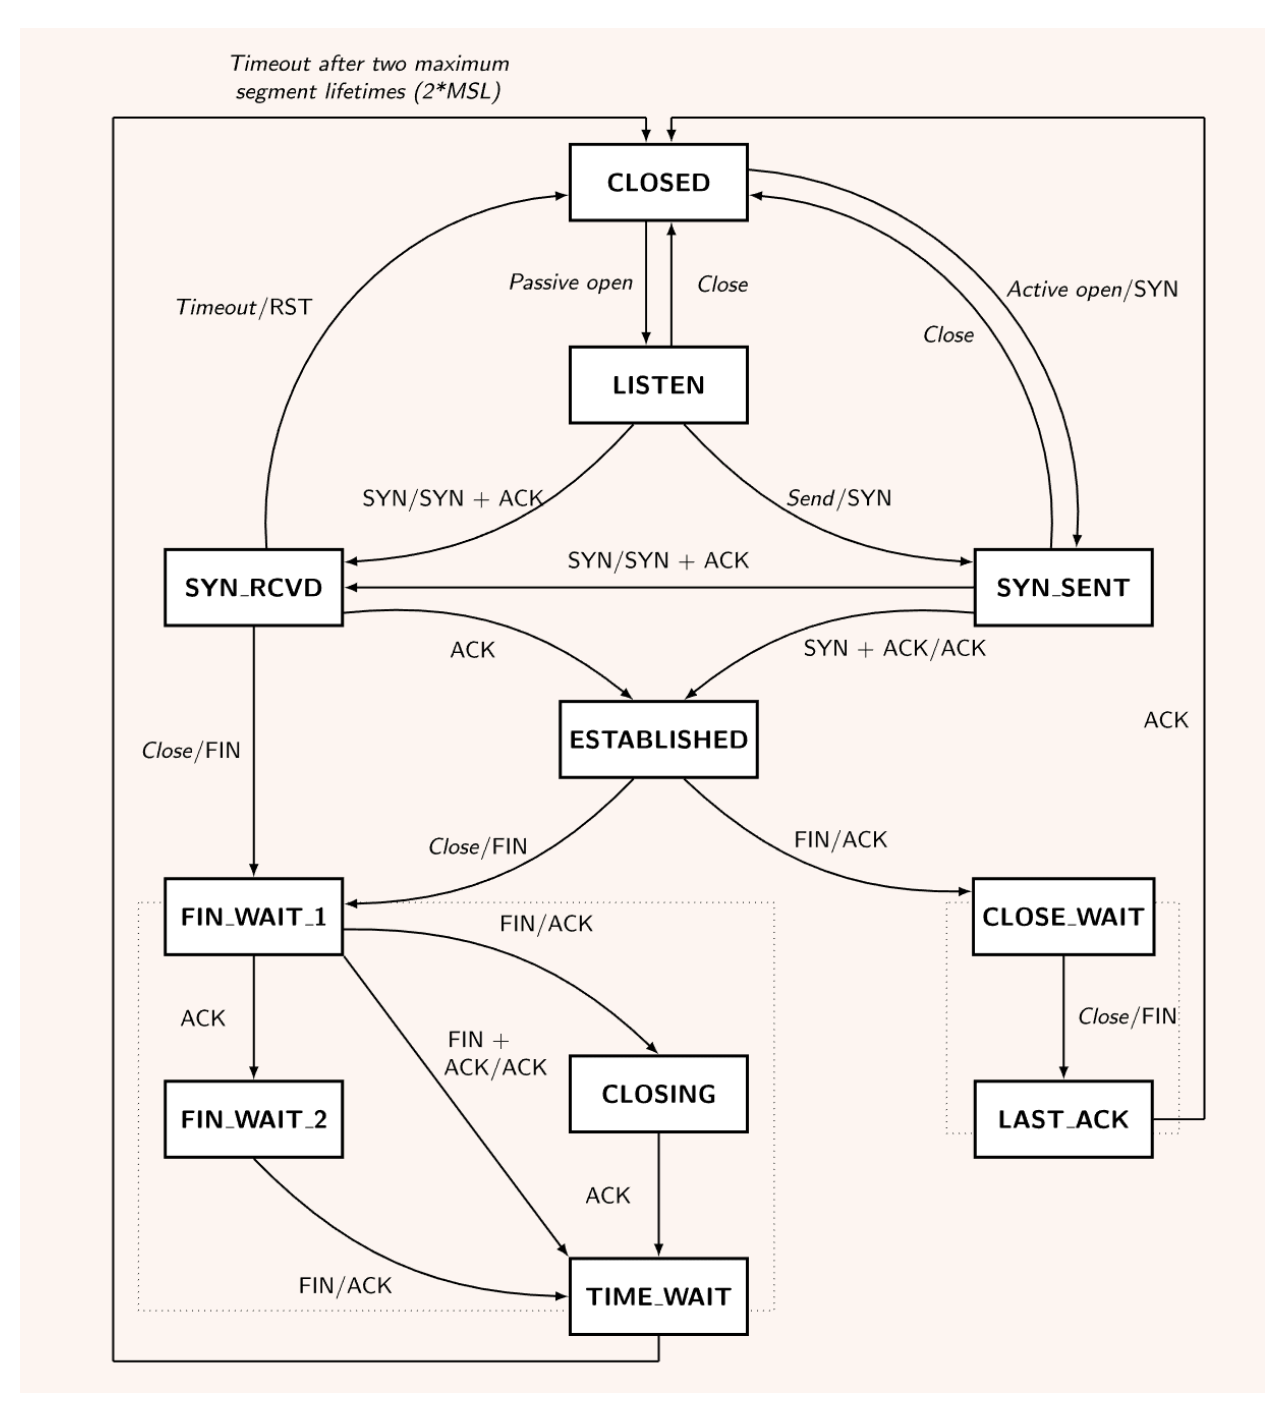 Timeout after two maximum
segment lifetimes (2*MSL)
CLOSED
Passive open
Close
Timeout/RST
Active open/SYN
Close
LISTEN
SYN/SYN + ACK
Send/SYN
SYN/SYN + ACK
SYN_RCVD
SYN_SENT
ACK
SYN + ACK/ACK
ACK
ESTABLISHED
Close/FIN
Close/FIN
FIN/ACK
FIN_WAIT_1
FIN/ACK
CLOSE_WAIT
ACK
FIN +
ACK/ACK
Close/FIN
CLOSING
FIN_WAIT_2
LAST_ACK
ACK
FIN/ACK
TIME_WAIT